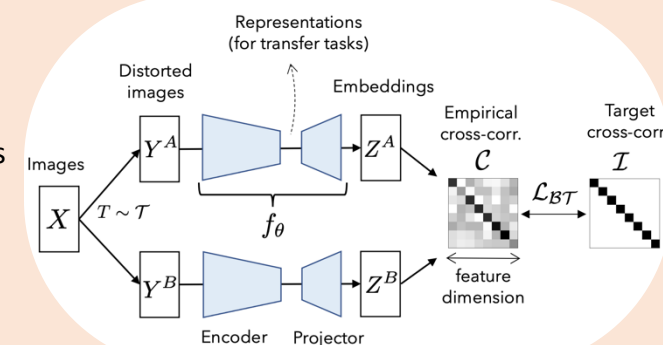 Representations
(for transfer tasks)
Distorted
images
Embeddings
Empirical
cross-corr.
Target
cross-corr
s
Images
X
T ~ 𝒯
Y^A
Z^A
f_θ
𝒞
ℒ_ℬ𝒯
ℐ
Y^B
Z^B
feature
dimension
Encoder
Projector